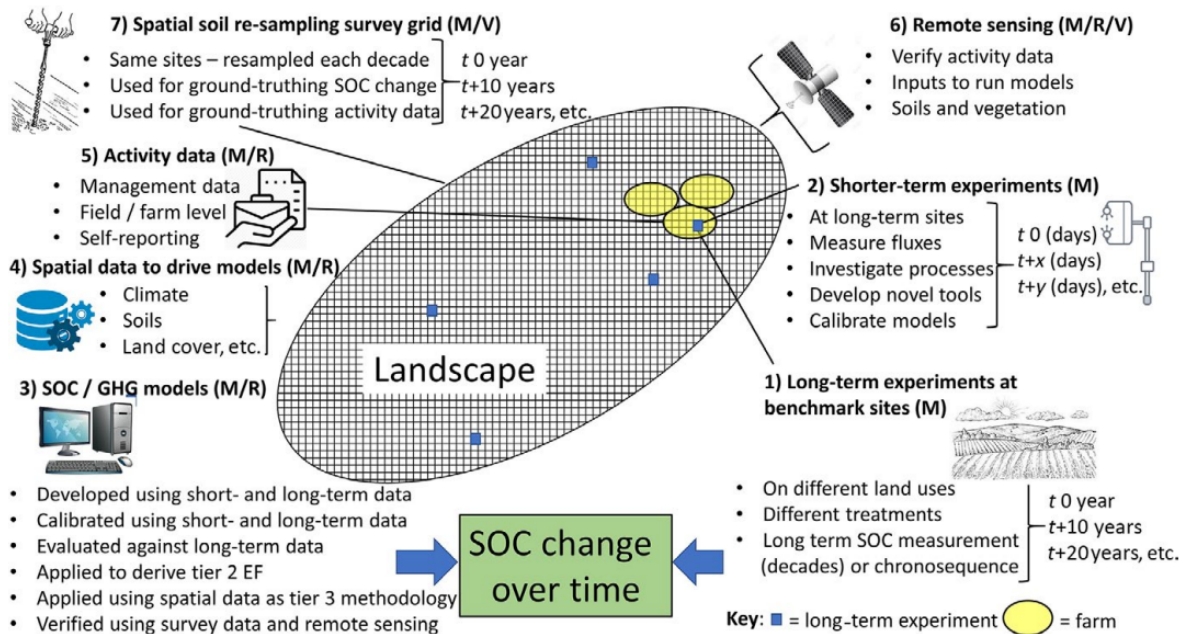 7) Spatial soil re-sampling survey grid (M/V)
• Same sites – resampled each decade
• Used for ground-truthing SOC change
• Used for ground-truthing activity data
t 0 year
t+10 years
t+20years, etc.
6) Remote sensing (M/R/V)
• Verify activity data
• Inputs to run models
• Soils and vegetation
5) Activity data (M/R)
• Management data
• Field / farm level
• Self-reporting
2) Shorter-term experiments (M)
• At long-term sites
• Measure fluxes
• Investigate processes
• Develop novel tools
• Calibrate models
t 0 (days)
t+x (days)
t+y (days), etc.
4) Spatial data to drive models (M/R)
• Climate
• Soils
• Land cover, etc.
Landscape
3) SOC / GHG models (M/R)
• Developed using short- and long-term data
• Calibrated using short- and long-term data
• Evaluated against long-term data
• Applied to derive tier 2 EF
• Applied using spatial data as tier 3 methodology
• Verified using survey data and remote sensing
1) Long-term experiments at
benchmark sites (M)
• On different land uses
• Different treatments
• Long term SOC measurement
(decades) or chronosequence
t 0 year
t+10 years
t+20years, etc.
SOC change
over time
Key: = long-term experiment = farm